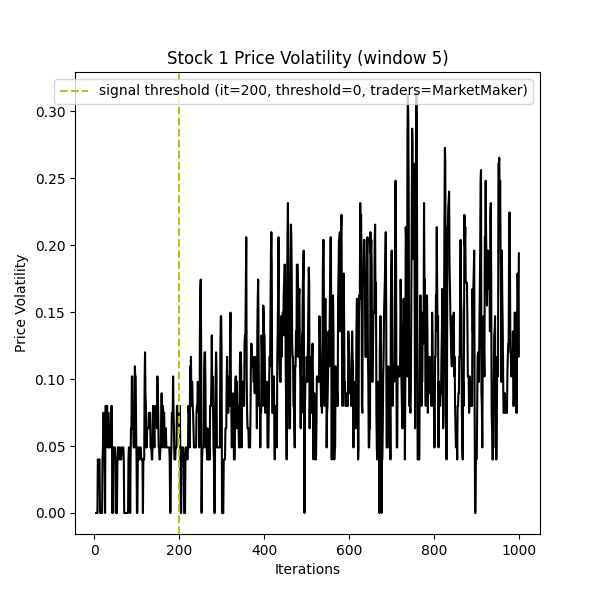 Stock 1 Price Volatility (window 5)
signal threshold (it=200, threshold=0, traders=MarketMaker)
0.30
0.25
0.20
0.15
0.10
0.05
0.00
Price Volatility
0 200 400 600 800 1000
Iterations